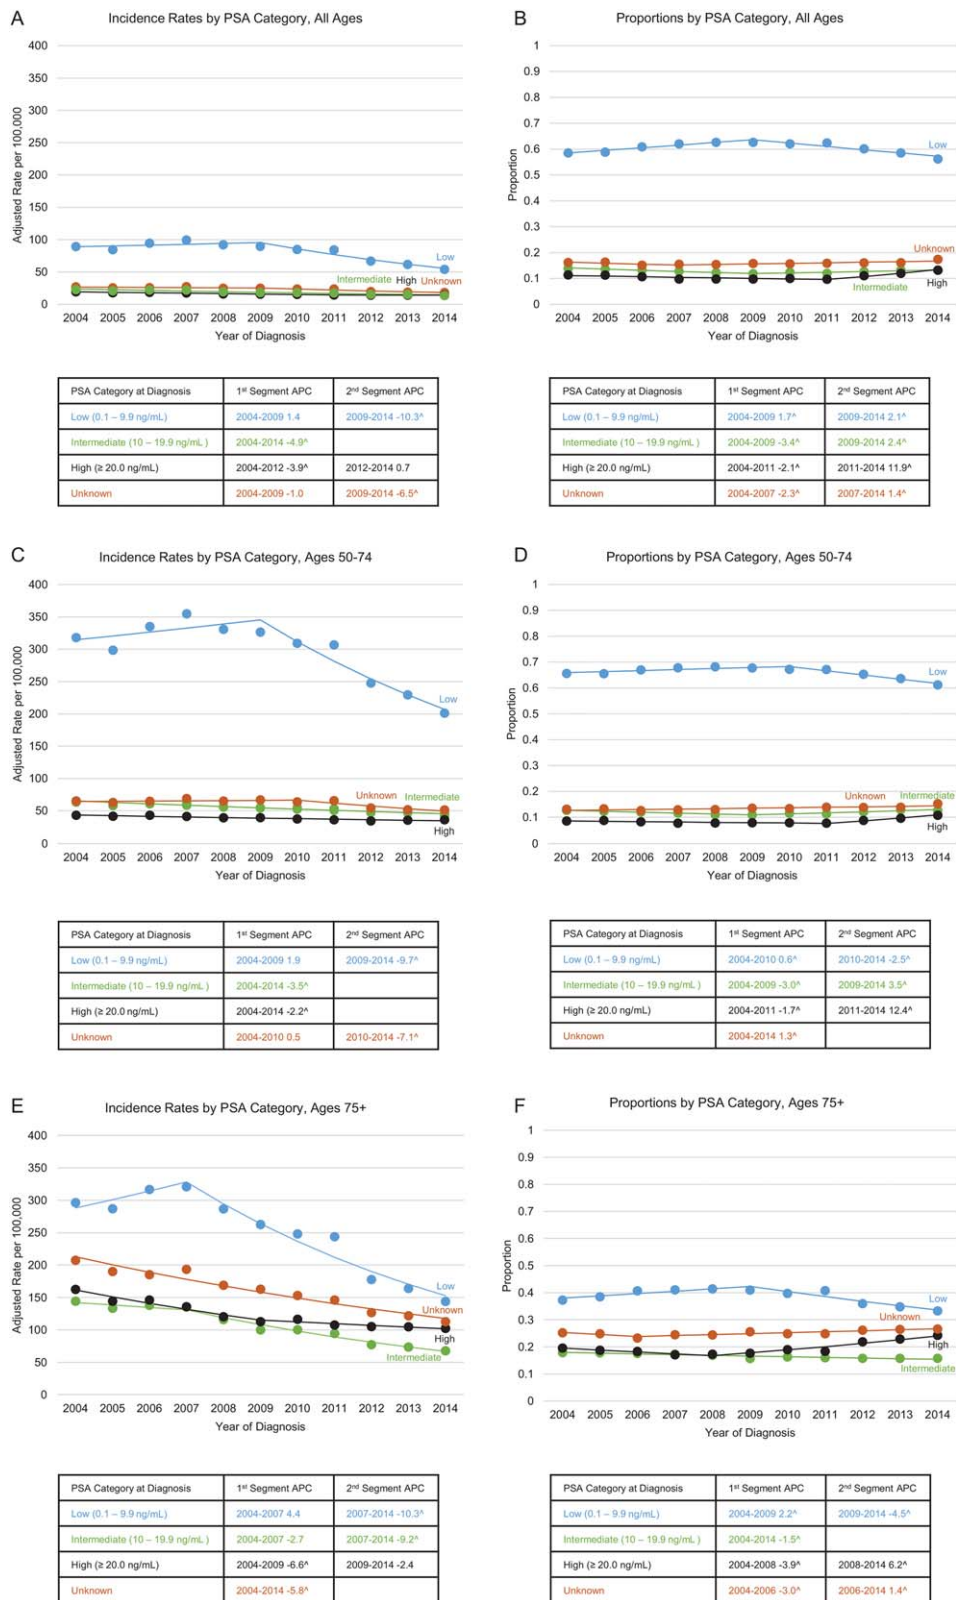 A
Incidence Rates by PSA Category, All Ages
400
350
300
250
200
150
100
50
0
Adjusted Rate per 100,000
Low
Intermediate High Unknown
2004 2005 2006 2007 2008 2009 2010 2011 2012 2013 2014
Year of Diagnosis
PSA Category at Diagnosis 1st Segment APC 2nd Segment APC
Low (0.1 – 9.9 ng/mL) 2004-2009 1.4 2009-2014 -10.3^
Intermediate (10 – 19.9 ng/mL) 2004-2014 -4.9^
High (≥ 20.0 ng/mL) 2004-2012 -3.9^ 2012-2014 0.7
Unknown 2004-2009 -1.0 2009-2014 -6.5^
B
Proportions by PSA Category, All Ages
1
0.9
0.8
0.7
0.6
0.5
0.4
0.3
0.2
0.1
0
Proportion
Low
Unknown
Intermediate
High
2004 2005 2006 2007 2008 2009 2010 2011 2012 2013 2014
Year of Diagnosis
PSA Category at Diagnosis 1st Segment APC 2nd Segment APC
Low (0.1 – 9.9 ng/mL) 2004-2009 1.7^ 2009-2014 2.1^
Intermediate (10 – 19.9 ng/mL) 2004-2009 -3.4^ 2009-2014 2.4^
High (≥ 20.0 ng/mL) 2004-2011 -2.1^ 2011-2014 11.9^
Unknown 2004-2007 -2.3^ 2007-2014 1.4^
C
Incidence Rates by PSA Category, Ages 50-74
400
350
300
250
200
150
100
50
0
Adjusted Rate per 100,000
Low
Unknown Intermediate
High
2004 2005 2006 2007 2008 2009 2010 2011 2012 2013 2014
Year of Diagnosis
PSA Category at Diagnosis 1st Segment APC 2nd Segment APC
Low (0.1 – 9.9 ng/mL) 2004-2009 1.9 2009-2014 -9.7^
Intermediate (10 – 19.9 ng/mL) 2004-2014 -3.5^
High (≥ 20.0 ng/mL) 2004-2014 -2.2^
Unknown 2004-2010 0.5 2010-2014 -7.1^
D
Proportions by PSA Category, Ages 50-74
1
0.9
0.8
0.7
0.6
0.5
0.4
0.3
0.2
0.1
0
Proportion
Low
Unknown Intermediate
High
2004 2005 2006 2007 2008 2009 2010 2011 2012 2013 2014
Year of Diagnosis
PSA Category at Diagnosis 1st Segment APC 2nd Segment APC
Low (0.1 – 9.9 ng/mL) 2004-2010 0.6^ 2010-2014 -2.5^
Intermediate (10 – 19.9 ng/mL) 2004-2009 -3.0^ 2009-2014 3.5^
High (≥ 20.0 ng/mL) 2004-2011 -1.7^ 2011-2014 12.4^
Unknown 2004-2014 1.3^
E
Incidence Rates by PSA Category, Ages 75+
400
350
300
250
200
150
100
50
0
Adjusted Rate per 100,000
Low
Unknown
High
Intermediate
2004 2005 2006 2007 2008 2009 2010 2011 2012 2013 2014
Year of Diagnosis
PSA Category at Diagnosis 1st Segment APC 2nd Segment APC
Low (0.1 – 9.9 ng/mL) 2004-2007 4.4 2007-2014 -10.3^
Intermediate (10 – 19.9 ng/mL) 2004-2007 -2.7 2007-2014 -9.2^
High (≥ 20.0 ng/mL) 2004-2009 -6.6^ 2009-2014 -2.4
Unknown 2004-2014 -5.8^
F
Proportions by PSA Category, Ages 75+
1
0.9
0.8
0.7
0.6
0.5
0.4
0.3
0.2
0.1
0
Proportion
Low
Unknown
High
Intermediate
2004 2005 2006 2007 2008 2009 2010 2011 2012 2013 2014
Year of Diagnosis
PSA Category at Diagnosis 1st Segment APC 2nd Segment APC
Low (0.1 – 9.9 ng/mL) 2004-2009 2.2^ 2009-2014 -4.5^
Intermediate (10 – 19.9 ng/mL) 2004-2014 -1.5^
High (≥ 20.0 ng/mL) 2004-2008 -3.9^ 2008-2014 6.2^
Unknown 2004-2006 -3.0^ 2006-2014 1.4^